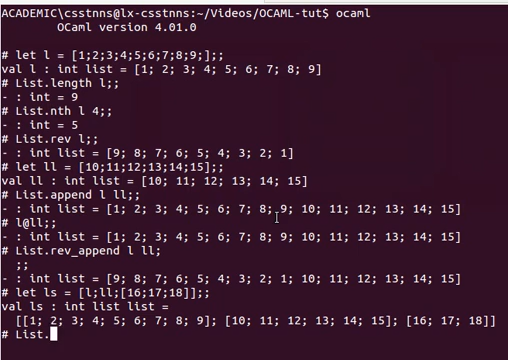 ACADEMIC\csstnns@lx-csstnns:~/Videos/OCAML-tut$ ocaml
OCaml version 4.01.0
# let l = [1;2;3;4;5;6;7;8;9;];;
val l : int list = [1; 2; 3; 4; 5; 6; 7; 8; 9]
# List.length l;;
- : int = 9
# List.nth l 4;;
- : int = 5
# List.rev l;;
- : int list = [9; 8; 7; 6; 5; 4; 3; 2; 1]
# let ll = [10;11;12;13;14;15];;
val ll : int list = [10; 11; 12; 13; 14; 15]
# List.append l ll;;
- : int list = [1; 2; 3; 4; 5; 6; 7; 8; 9; 10; 11; 12; 13; 14; 15]
# l@ll;;
- : int list = [1; 2; 3; 4; 5; 6; 7; 8; 9; 10; 11; 12; 13; 14; 15]
# List.rev_append l ll;
;;
- : int list = [9; 8; 7; 6; 5; 4; 3; 2; 1; 10; 11; 12; 13; 14; 15]
# let ls = [l;ll;[16;17;18]];;
val ls : int list list =
[[1; 2; 3; 4; 5; 6; 7; 8; 9]; [10; 11; 12; 13; 14; 15]; [16; 17; 18]]
# List.